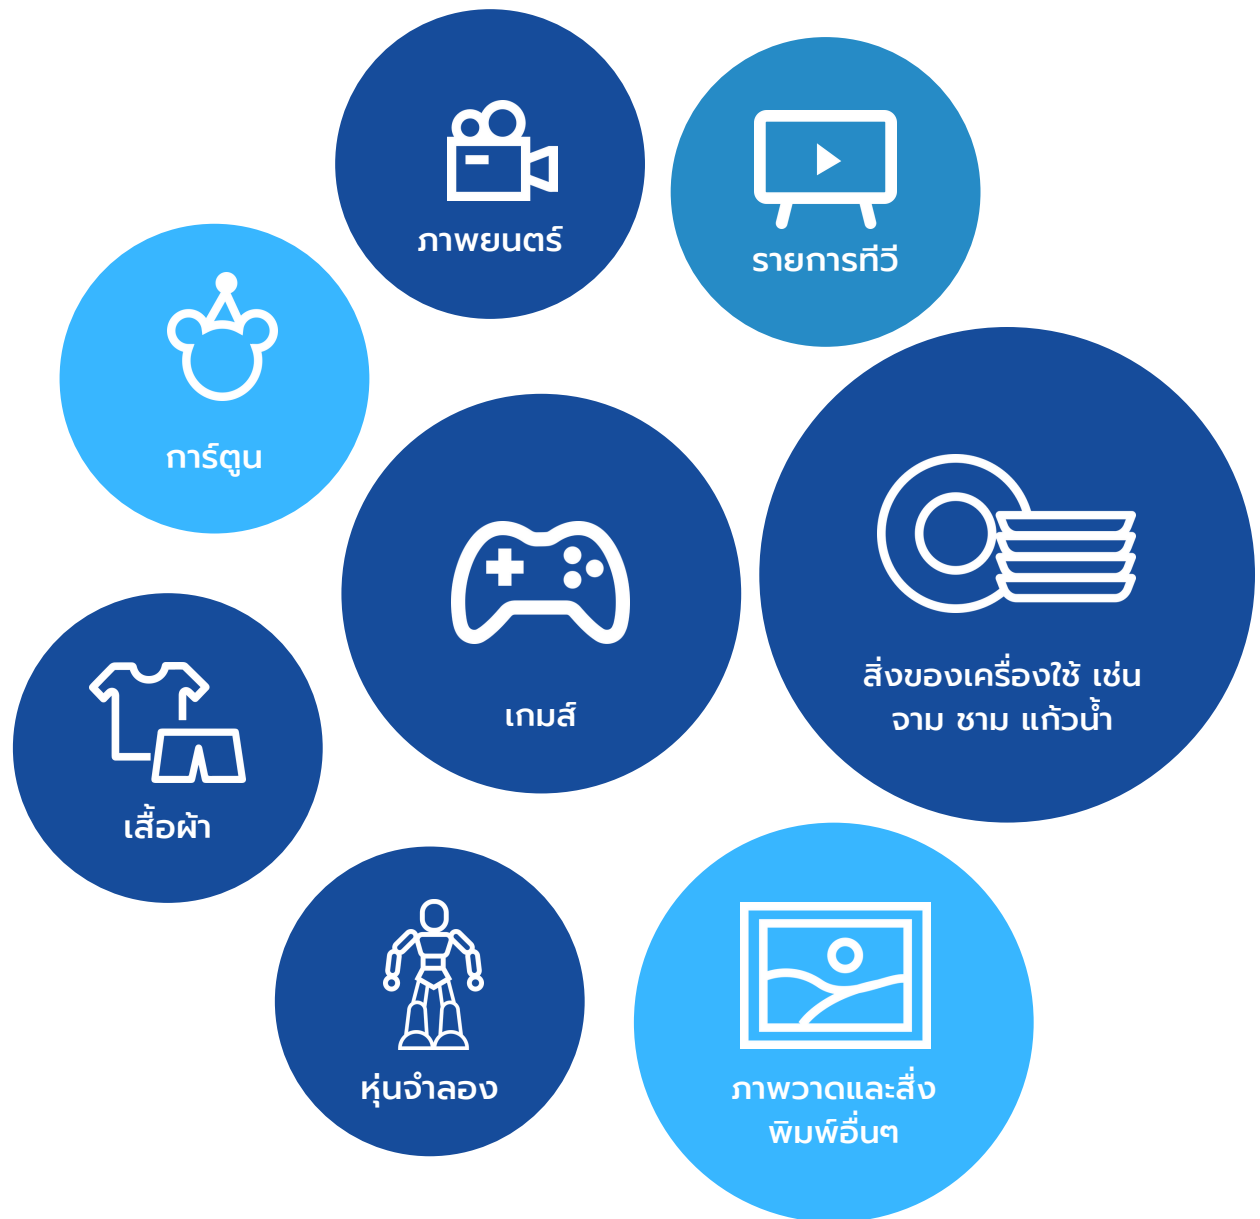 ภาพยนตร์
รายการทีวี
การ์ตูน
เกมส์
สิ่งของเครื่องใช้ เช่น
จาม ชาม แก้วน้ำ
เสื้อผ้า
หุ่นจำลอง
ภาพวาดและสื่ง
พิมพ์อื่นๆ